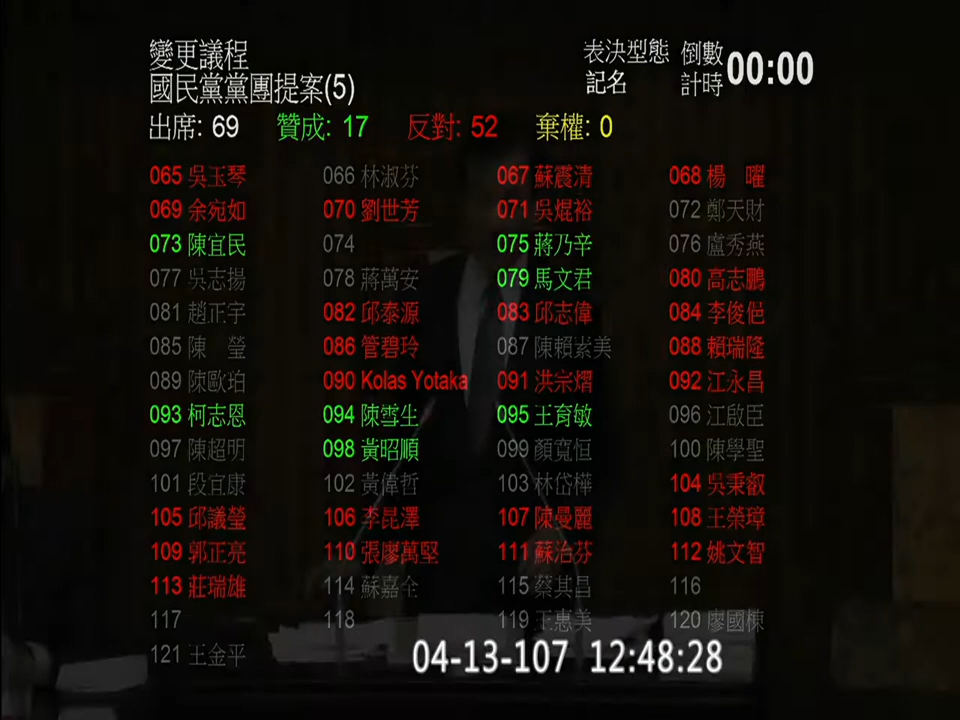 變更議程
國民黨黨團提案(5)
表決型態
記名
倒數
計時
00:00
出席: 69 贊成: 17 反對: 52 棄權: 0
065 吳玉琴 066 林淑芬 067 蘇震清 068 楊 曜
069 余宛如 070 劉世芳 071 吳焜裕 072 鄭天財
073 陳宜民 074 075 蔣乃辛 076 盧秀燕
077 吳志揚 078 蔣萬安 079 馬文君 080 高志鵬
081 趙正宇 082 邱泰源 083 邱志偉 084 李俊俋
085 陳 瑩 086 管碧玲 087 陳賴素美 088 賴瑞隆
089 陳歐珀 090 Kolas Yotaka 091 洪宗熠 092 江永昌
093 柯志恩 094 陳雪生 095 王育敏 096 江啟臣
097 陳超明 098 黃昭順 099 顏寬恒 100 陳學聖
101 段宜康 102 黃偉哲 103 林岱樺 104 吳秉叡
105 邱議瑩 106 李昆澤 107 陳曼麗 108 王榮璋
109 郭正亮 110 張廖萬堅 111 蘇治芬 112 姚文智
113 莊瑞雄 114 蘇嘉全 115 蔡其昌 116
117 118 119 王惠美 120 廖國棟
121 王金平
04-13-107 12:48:28